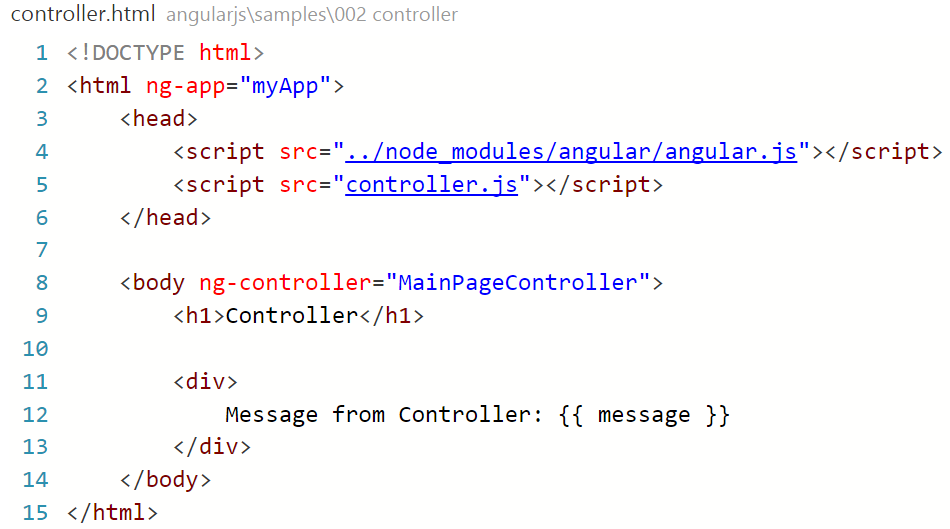 controller.html angularjs\samples\002 controller
1 <!DOCTYPE html>
2 <html ng-app="myApp">
3     <head>
4         <script src="../node_modules/angular/angular.js"></script>
5         <script src="controller.js"></script>
6     </head>
7
8     <body ng-controller="MainPageController">
9         <h1>Controller</h1>
10
11         <div>
12             Message from Controller: {{ message }}
13         </div>
14     </body>
15 </html>